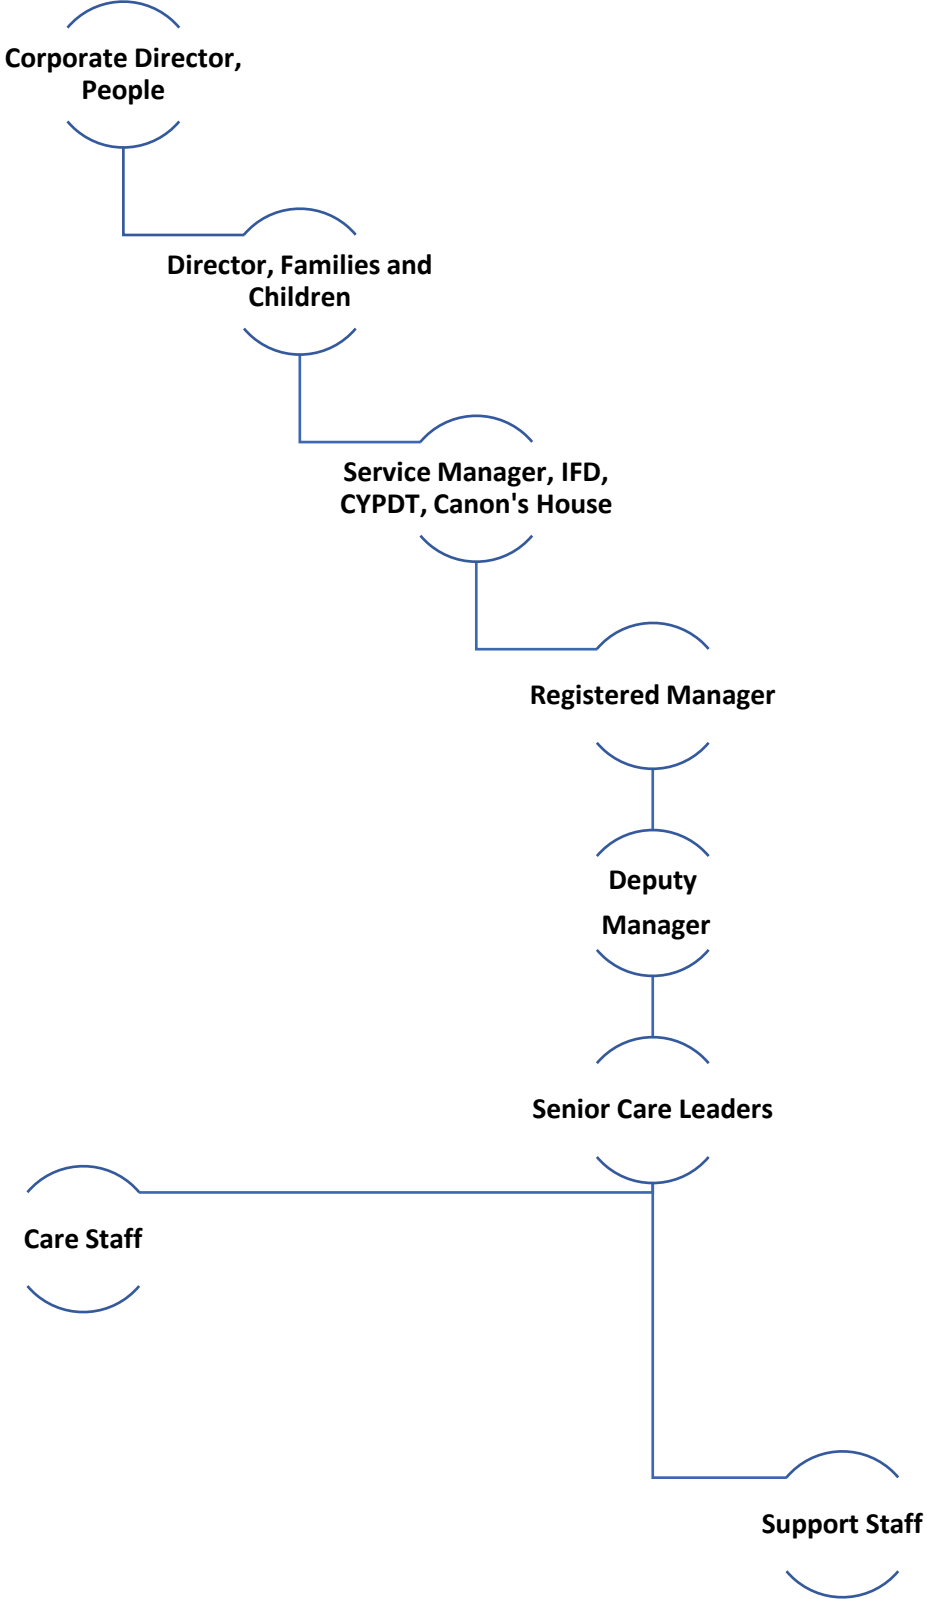 Corporate Director,
People
Director, Families and
Children
Service Manager, IFD,
CYPDT, Canon's House
Registered Manager
Deputy
Manager
Senior Care Leaders
Care Staff
Support Staff